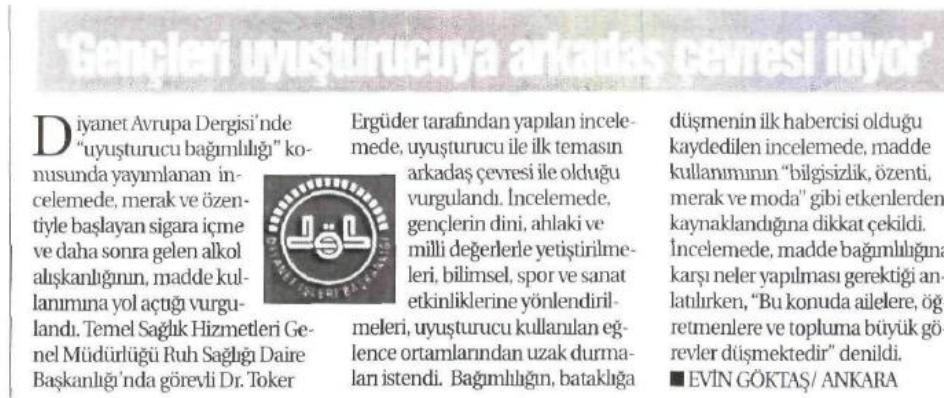 'Gençleri uyuşturucuya arkadaş çevresi itiyor'
Diyanet Avrupa Dergisi'nde
"uyuşturucu bağımlılığı" ko-
nusunda yayımlanan in-
celemede, merak ve özen-
tiyle başlayan sigara içme
ve daha sonra gelen alkol
alışkanlığının, madde kul-
lanımına yol açtığı vurgu-
landı. Temel Sağlık Hizmetleri Ge-
nel Müdürlüğü Ruh Sağlığı Daire
Başkanlığı'nda görevli Dr. Toker
DİYANET İŞLERİ BAŞKANLIĞI
Ergüder tarafından yapılan incele-
mede, uyuşturucu ile ilk temasın
arkadaş çevresi ile olduğu
vurgulandı. İncelemede,
gençlerin dini, ahlaki ve
milli değerlerle yetiştirilme-
leri, bilimsel, spor ve sanat
etkinliklerine yönlendiril-
meleri, uyuşturucu kullanılan eğ-
lence ortamlarından uzak durma-
ları istendi. Bağımlılığın, bataklığa
düşmenin ilk habercisi olduğu
kaydedilen incelemede, madde
kullanımının "bilgisizlik, özenti,
merak ve moda" gibi etkenlerden
kaynaklandığına dikkat çekildi.
İncelemede, madde bağımlılığına
karşı neler yapılması gerektiği an-
latılırken, "Bu konuda ailelere, öğ-
retmenlere ve topluma büyük gö-
revler düşmektedir" denildi.
■ EVİN GÖKTAŞ/ ANKARA